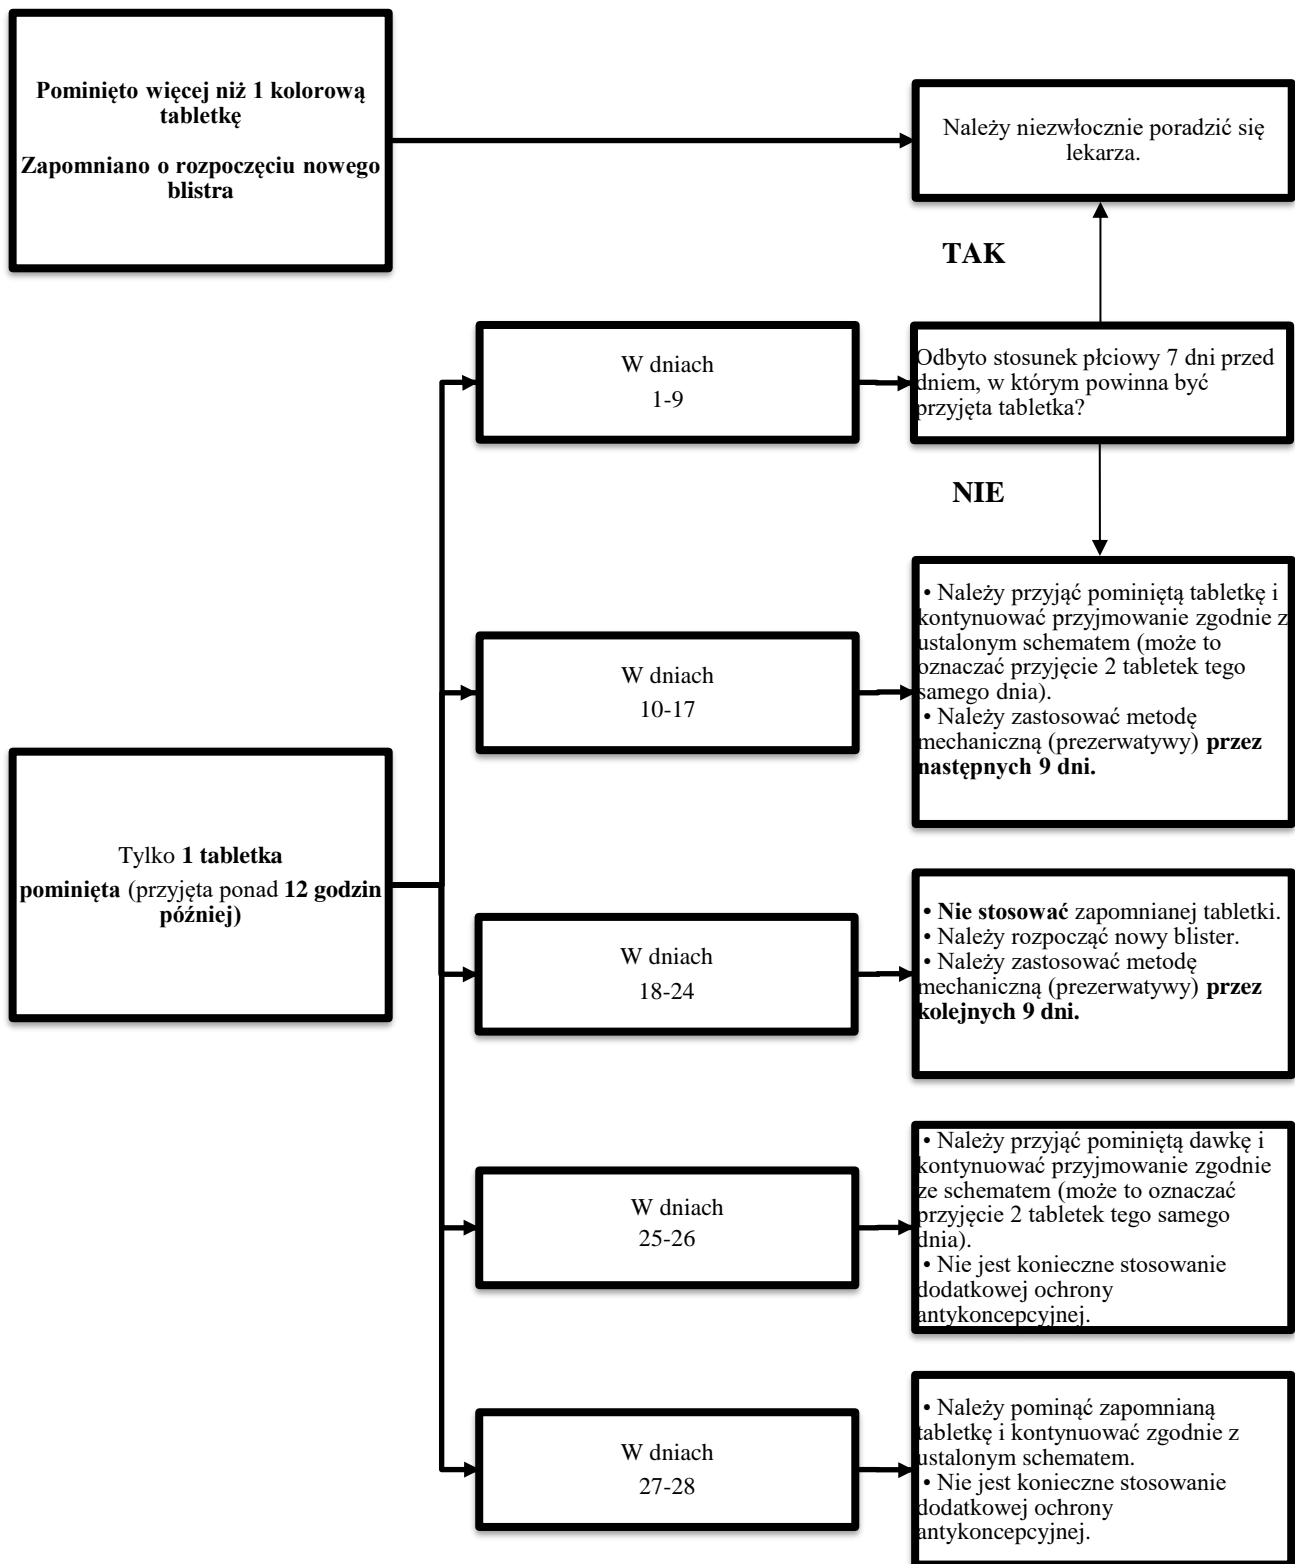 Pominięto więcej niż 1 kolorową
tabletkę
Zapomniano o rozpoczęciu nowego
blistra
Należy niezwłocznie poradzić się
lekarza.
TAK
W dniach
1-9
Odbyto stosunek płciowy 7 dni przed
dniem, w którym powinna być
przyjęta tabletka?
NIE
W dniach
10-17
• Należy przyjąć pominiętą tabletkę i
kontynuować przyjmowanie zgodnie z
ustalonym schematem (może to
oznaczać przyjęcie 2 tabletek tego
samego dnia).
• Należy zastosować metodę
mechaniczną (prezerwatywy) przez
następnych 9 dni.
Tylko 1 tabletka
pominięta (przyjęta ponad 12 godzin
później)
W dniach
18-24
• Nie stosować zapomnianej tabletki.
• Należy rozpocząć nowy blister.
• Należy zastosować metodę
mechaniczną (prezerwatywy) przez
kolejnych 9 dni.
W dniach
25-26
• Należy przyjąć pominiętą dawkę i
kontynuować przyjmowanie zgodnie
ze schematem (może to oznaczać
przyjęcie 2 tabletek tego samego
dnia).
• Nie jest konieczne stosowanie
dodatkowej ochrony
antykoncepcyjnej.
W dniach
27-28
• Należy pominąć zapomnianą
tabletkę i kontynuować zgodnie z
ustalonym schematem.
• Nie jest konieczne stosowanie
dodatkowej ochrony
antykoncepcyjnej.